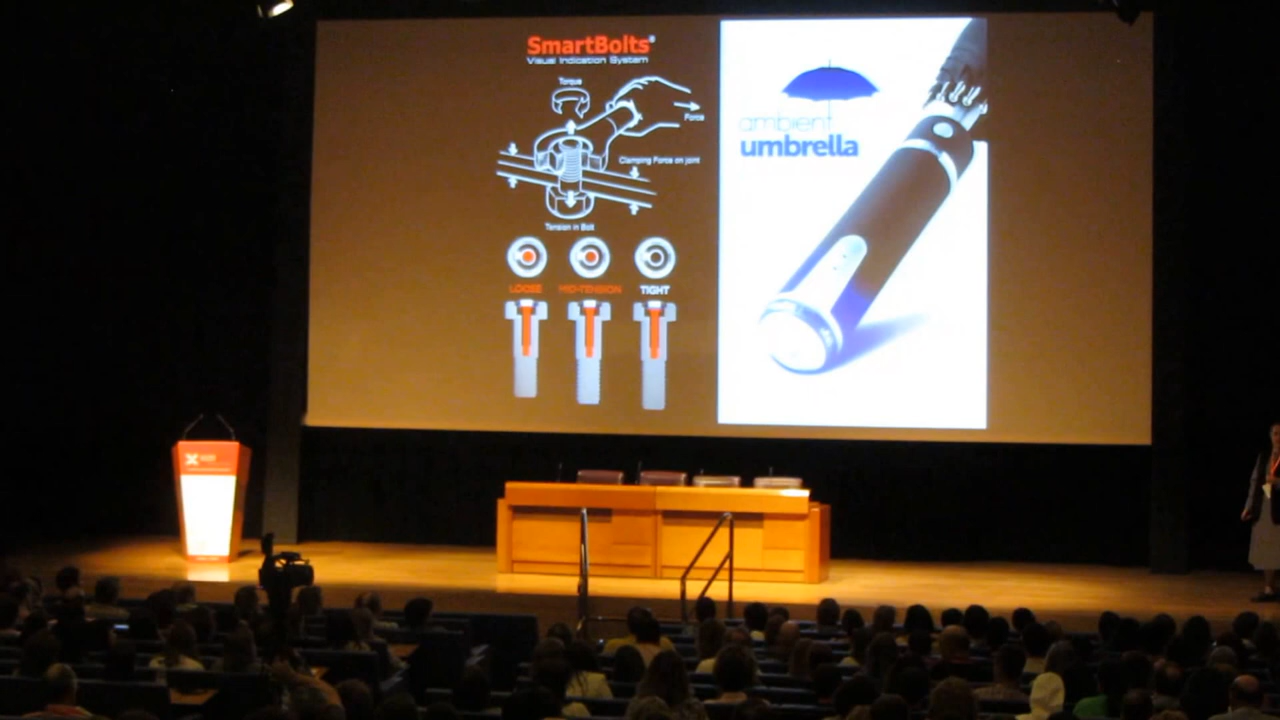 SmartBolts®
Visual Indication System
Torque
Force
Clamping Force on joint
Tension in Bolt
LOOSE MID-TENSION TIGHT
ambient
umbrella